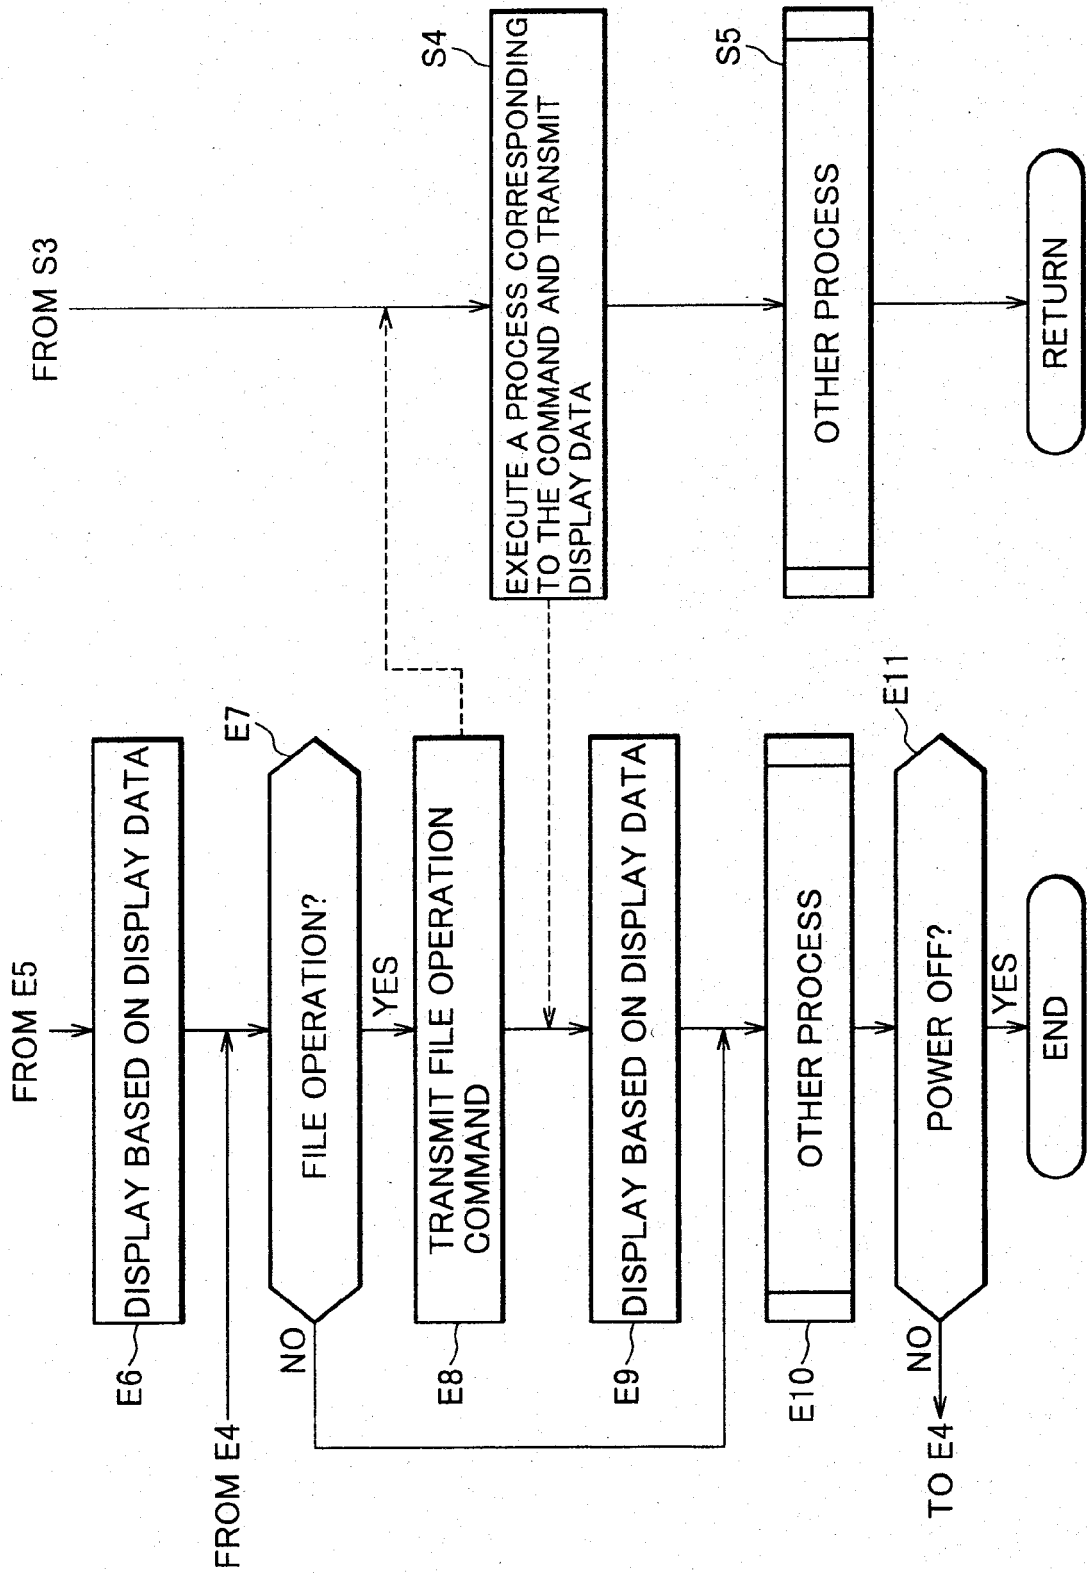 FROM E5
E6
DISPLAY BASED ON DISPLAY DATA
FROM E4
E7
FILE OPERATION?
NO
YES
E8
TRANSMIT FILE OPERATION
COMMAND
E9
DISPLAY BASED ON DISPLAY DATA
E10
OTHER PROCESS
E11
POWER OFF?
NO
TO E4
YES
END
FROM S3
S4
EXECUTE A PROCESS CORRESPONDING
TO THE COMMAND AND TRANSMIT
DISPLAY DATA
S5
OTHER PROCESS
RETURN